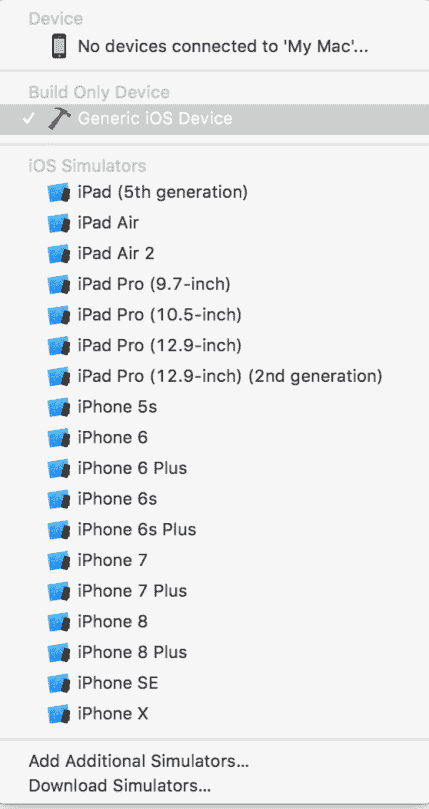 Device
No devices connected to 'My Mac'...
Build Only Device
Generic iOS Device
iOS Simulators
iPad (5th generation)
iPad Air
iPad Air 2
iPad Pro (9.7-inch)
iPad Pro (10.5-inch)
iPad Pro (12.9-inch)
iPad Pro (12.9-inch) (2nd generation)
iPhone 5s
iPhone 6
iPhone 6 Plus
iPhone 6s
iPhone 6s Plus
iPhone 7
iPhone 7 Plus
iPhone 8
iPhone 8 Plus
iPhone SE
iPhone X
Add Additional Simulators...
Download Simulators...